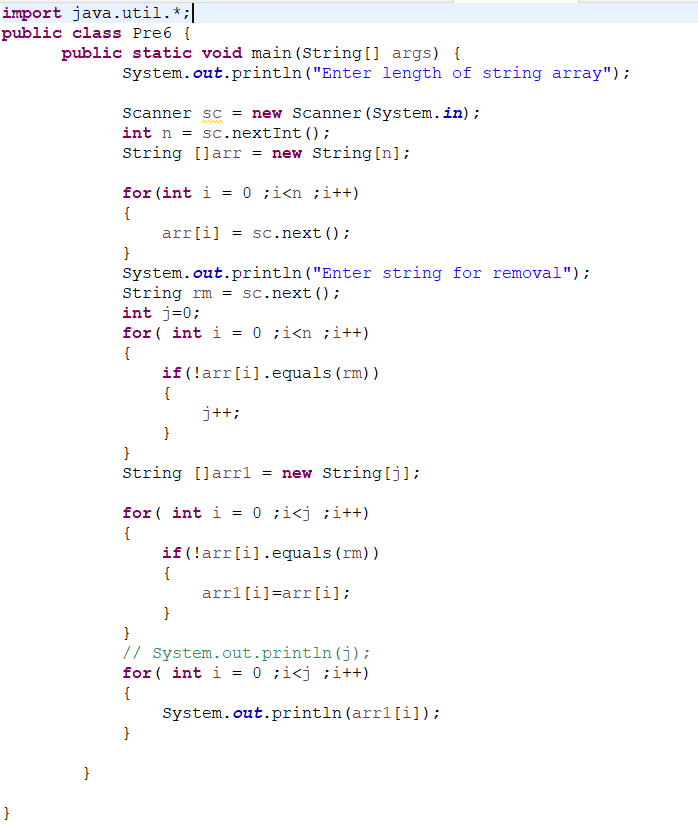 import java.util.*;
public class Pre6 {
public static void main(String[] args) {
System.out.println("Enter length of string array");
Scanner sc = new Scanner(System.in);
int n = sc.nextInt();
String []arr = new String[n];
for(int i = 0 ;i<n ;i++)
{
arr[i] = sc.next();
}
System.out.println("Enter string for removal");
String rm = sc.next();
int j=0;
for( int i = 0 ;i<n ;i++)
{
if(!arr[i].equals(rm))
{
j++;
}
}
String []arr1 = new String[j];
for( int i = 0 ;i<j ;i++)
{
if(!arr[i].equals(rm))
{
arr1[i]=arr[i];
}
}
// System.out.println(j);
for( int i = 0 ;i<j ;i++)
{
System.out.println(arr1[i]);
}
}
}